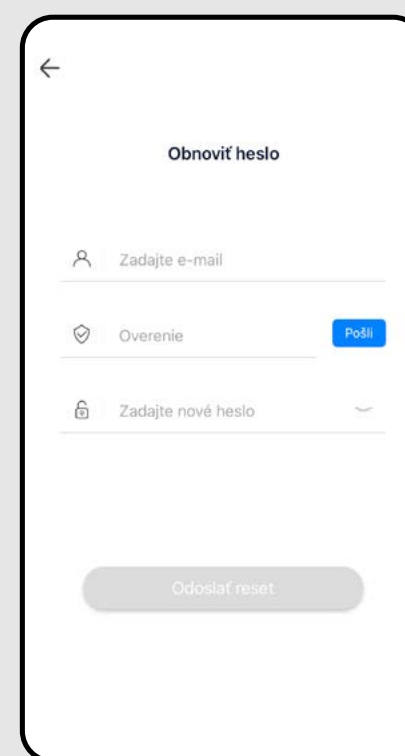 Obnoviť heslo
Zadajte e-mail
Overenie
Pošli
Zadajte nové heslo
Odoslať reset